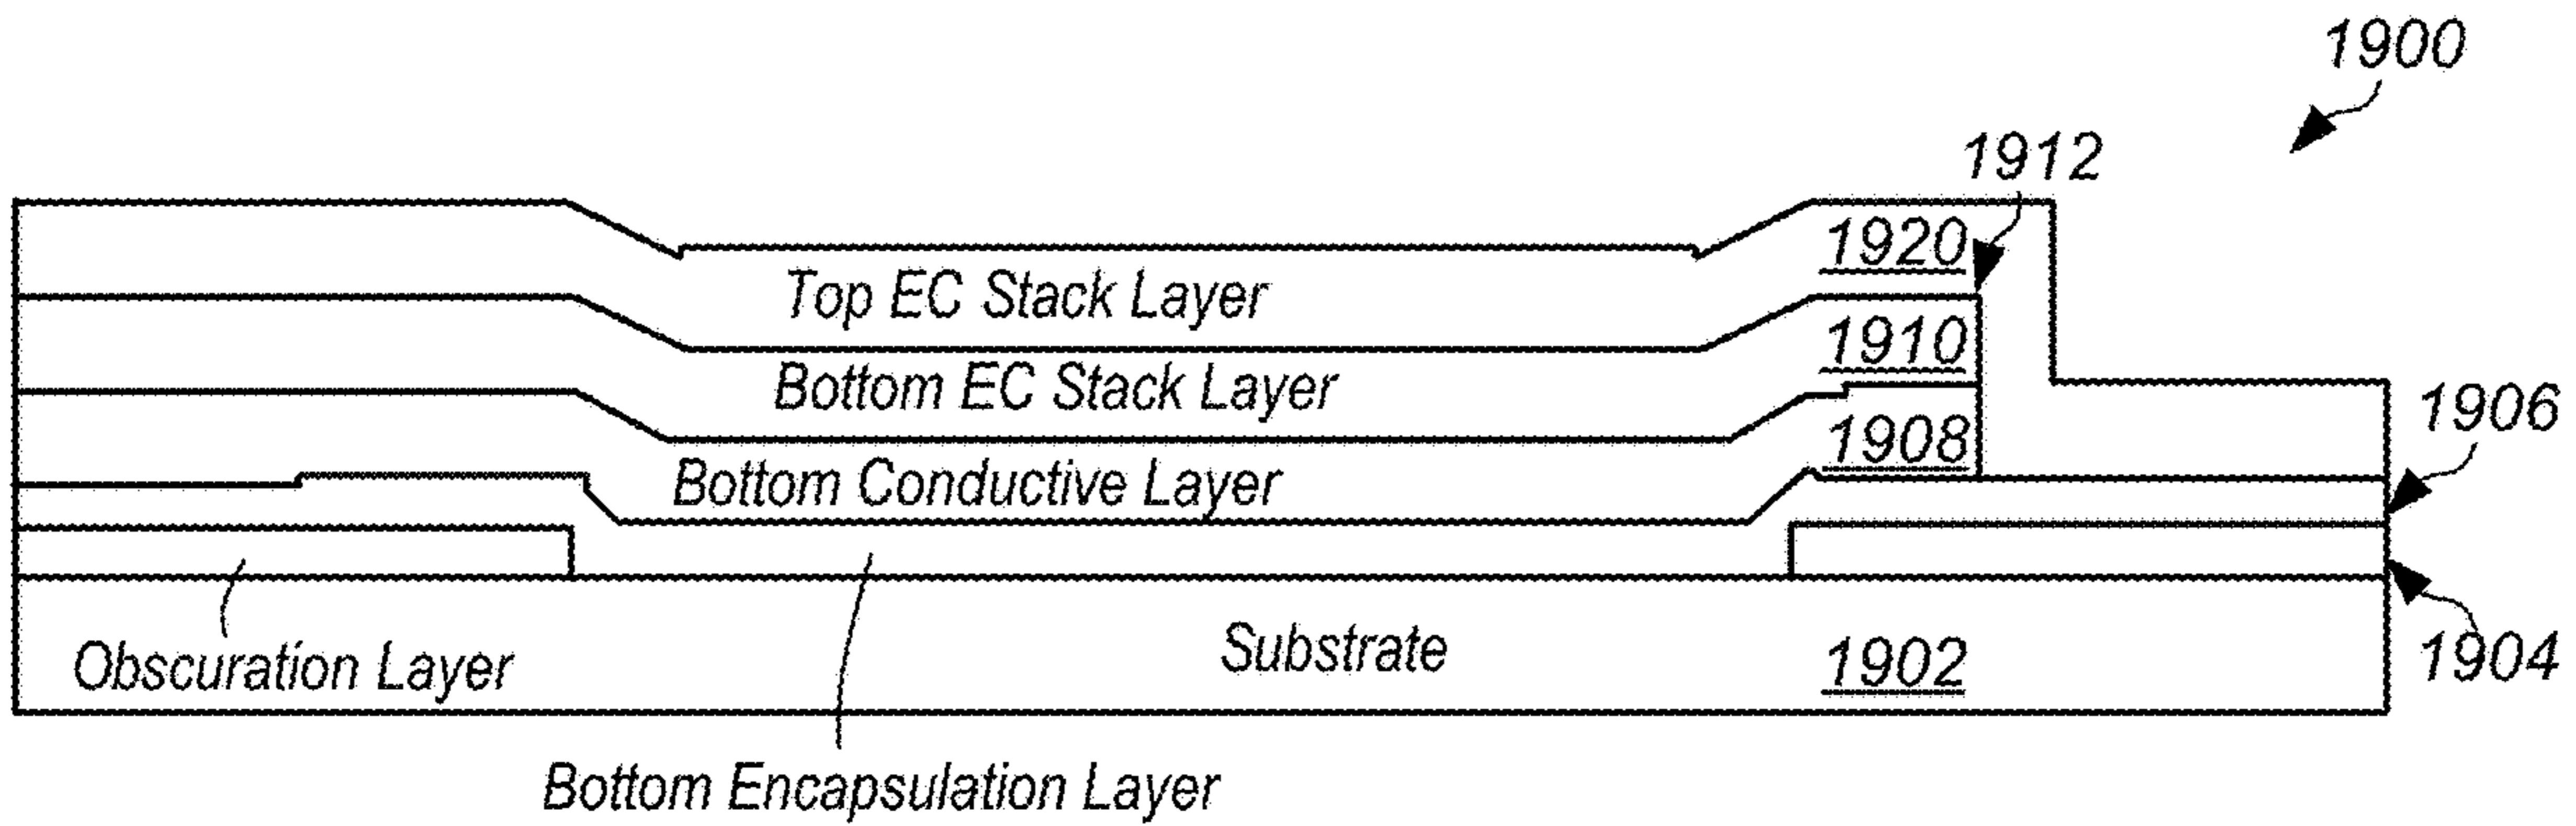 1900
1912
1920
Top EC Stack Layer
1910
Bottom EC Stack Layer
1906
1908
Bottom Conductive Layer
Substrate
1902
1904
Obscuration Layer
Bottom Encapsulation Layer